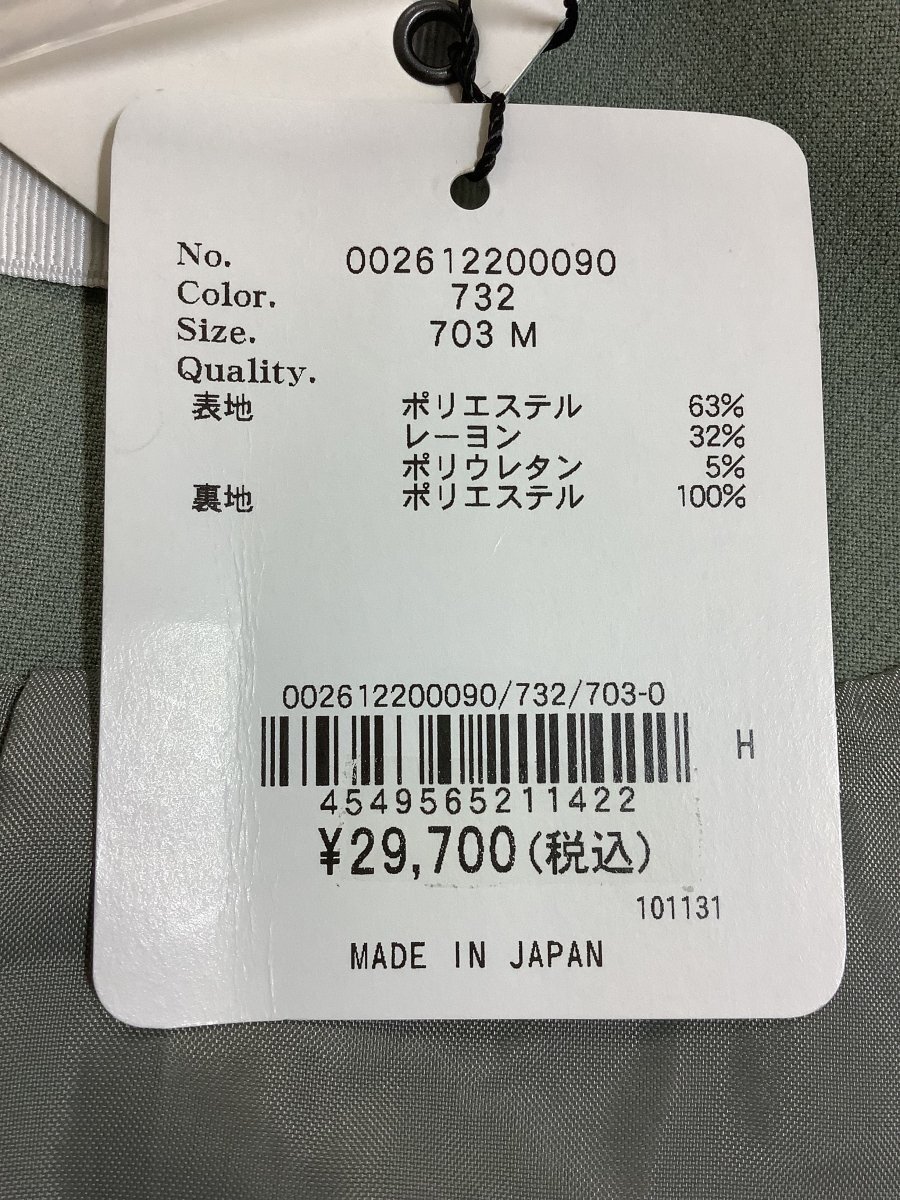 No. 002612200090
Color. 732
Size. 703 M
Quality.
表地 ポリエステル 63%
レーヨン 32%
ポリウレタン 5%
裏地 ポリエステル 100%
002612200090/732/703-0
H
4549565211422
¥29,700(税込)
101131
MADE IN JAPAN